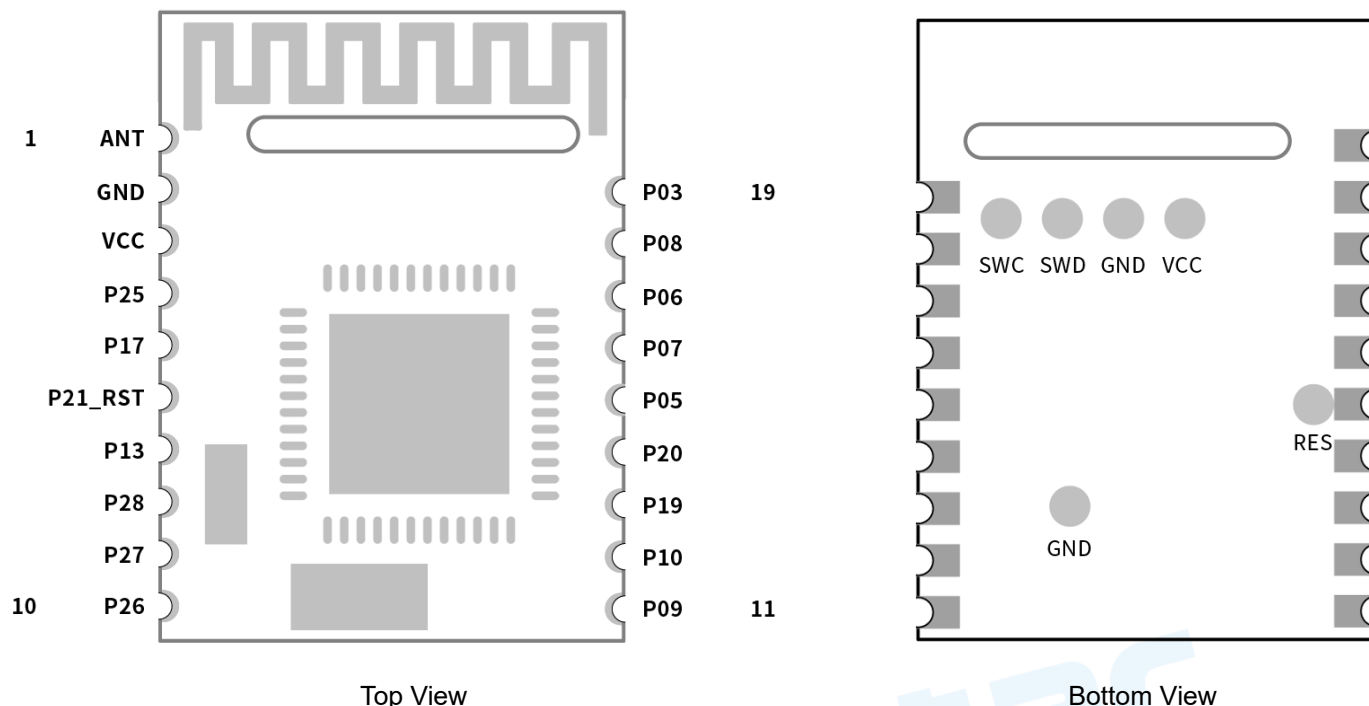 1 ANT
GND P03 19
VCC P08
P25 P06
P17 P07
P21_RST P05
P13 P20
P28 P19
P27 P10
10 P26 P09 11
Top View
SWC SWD GND VCC
RES
GND
Bottom View